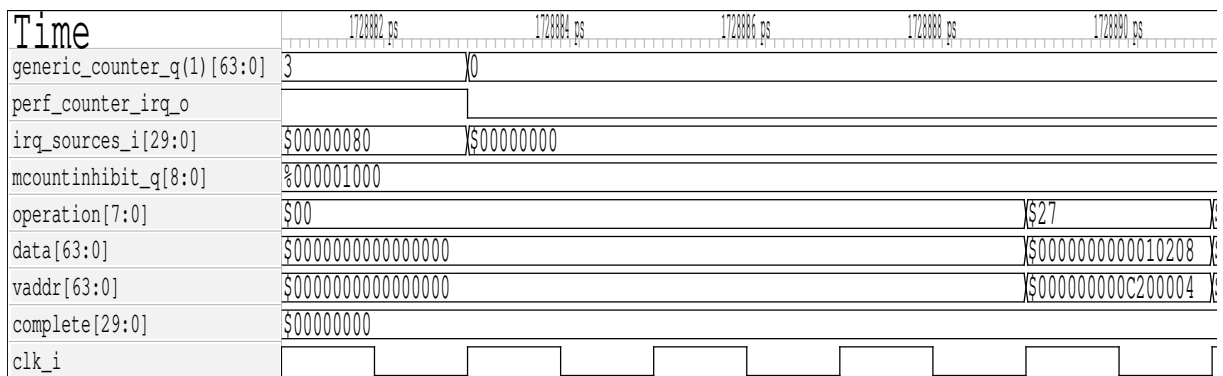 Time 1728882 ps 1728884 ps 1728886 ps 1728888 ps 1728890 ps
generic_counter_q(1)[63:0] 3 0
perf_counter_irq_o
irq_sources_i[29:0] $00000080 $00000000
mcountinhibit_q[8:0] %000001000
operation[7:0] $00 $27 $
data[63:0] $0000000000000000 $0000000000010208 $
vaddr[63:0] $0000000000000000 $000000000C200004 $
complete[29:0] $00000000
clk_i